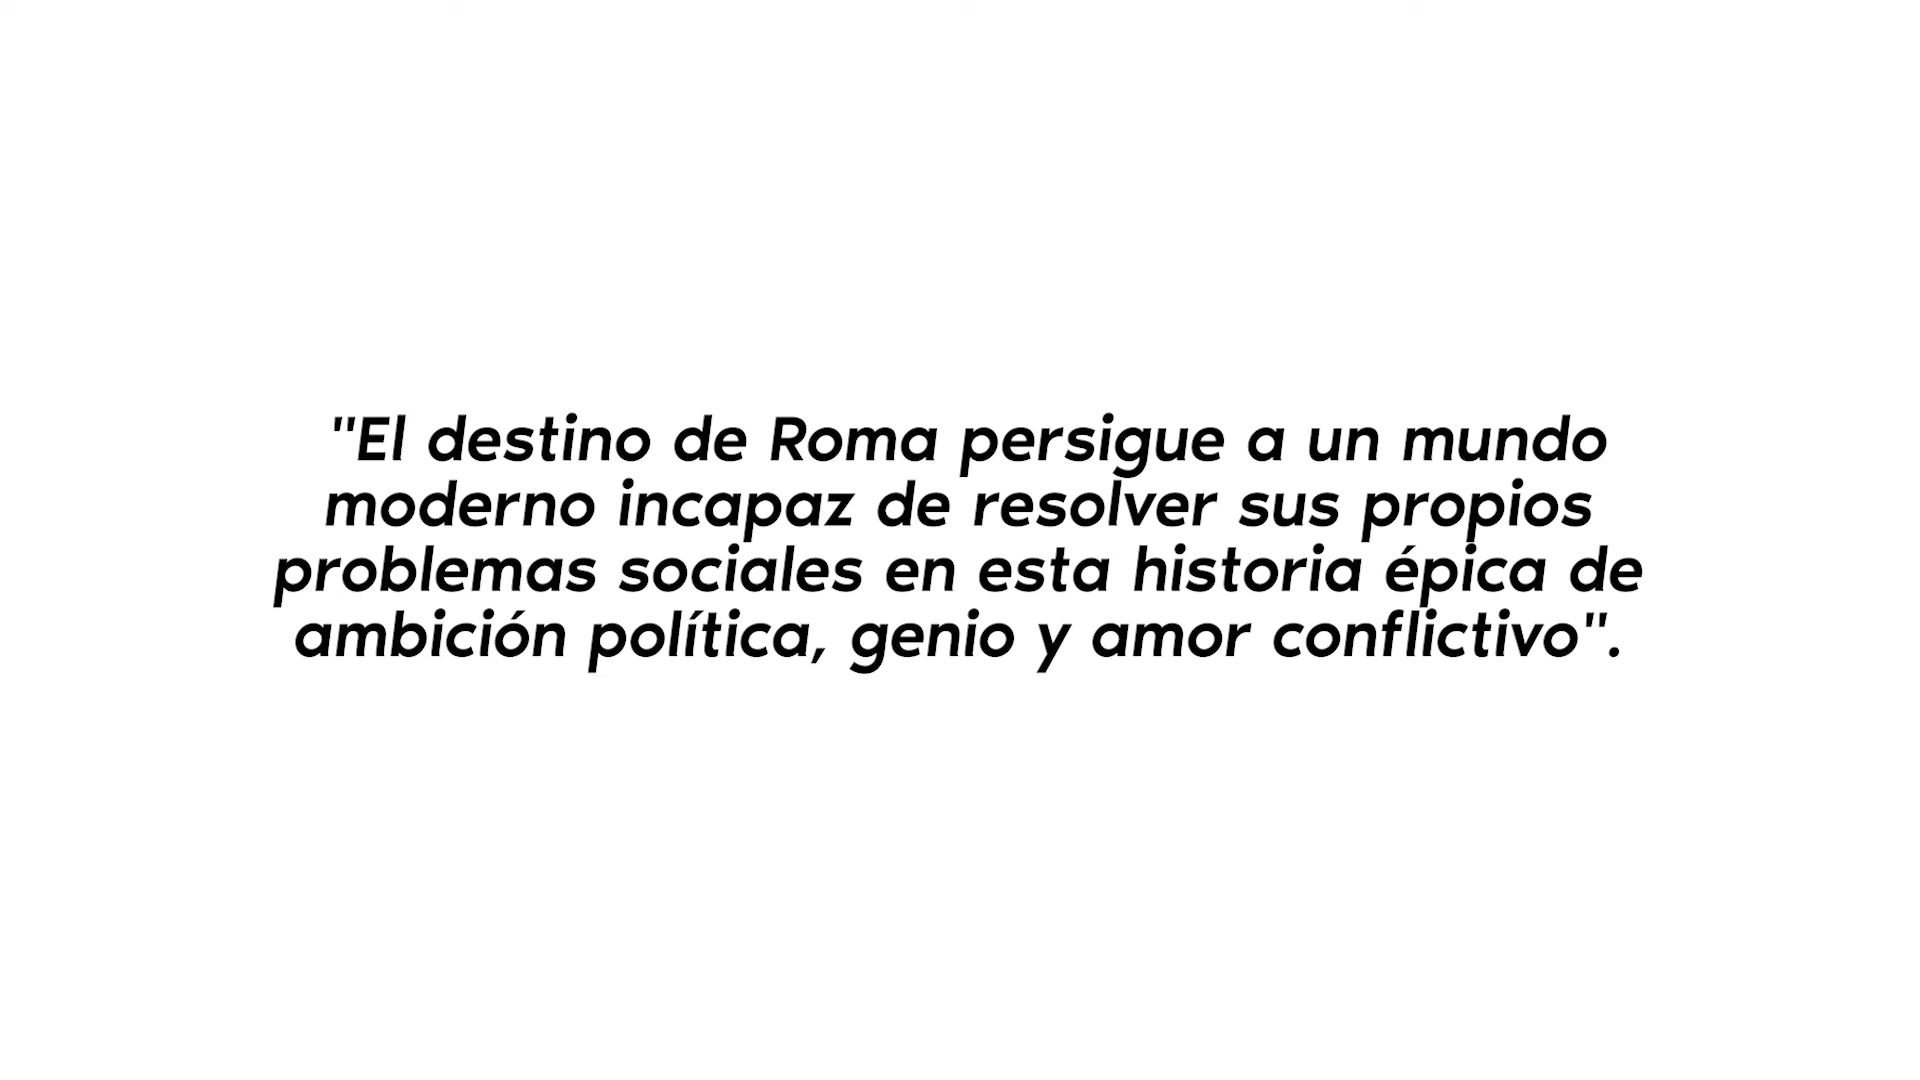 "El destino de Roma persigue a un mundo
moderno incapaz de resolver sus propios
problemas sociales en esta historia épica de
ambición política, genio y amor conflictivo".